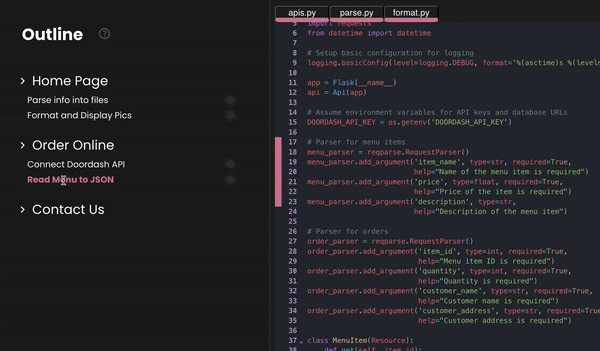 Outline
?
Home Page
Parse info into files
Format and Display Pics
Order Online
Connect Doordash API
Read Menu to JSON
Contact Us
apis.py
parse.py
format.py
5 import requests
6 from datetime import datetime
7
8 # Setup basic configuration for logging
9 logging.basicConfig(level=logging.DEBUG, format='%(asctime)s %(leveln
10
11 app = Flask(__name__)
12 api = Api(app)
13
14 # Assume environment variables for API keys and database URLs
15 DOORDASH_API_KEY = os.getenv('DOORDASH_API_KEY')
16
17 # Parser for menu items
18 menu_parser = reqparse.RequestParser()
19 menu_parser.add_argument('item_name', type=str, required=True,
20 help="Name of the menu item is required")
21 menu_parser.add_argument('price', type=float, required=True,
22 help="Price of the item is required")
23 menu_parser.add_argument('description', type=str,
24 help="Description of the menu item")
25
26 # Parser for orders
27 order_parser = reqparse.RequestParser()
28 order_parser.add_argument('item_id', type=int, required=True,
29 help="Menu item ID is required")
30 order_parser.add_argument('quantity', type=int, required=True,
31 help="Quantity is required")
32 order_parser.add_argument('customer_name', type=str, required=True,
33 help="Customer name is required")
34 order_parser.add_argument('customer_address', type=str, required=True
35 help="Customer address is required")
36
37 class MenuItem(Resource):
38 def get(self, item_id):